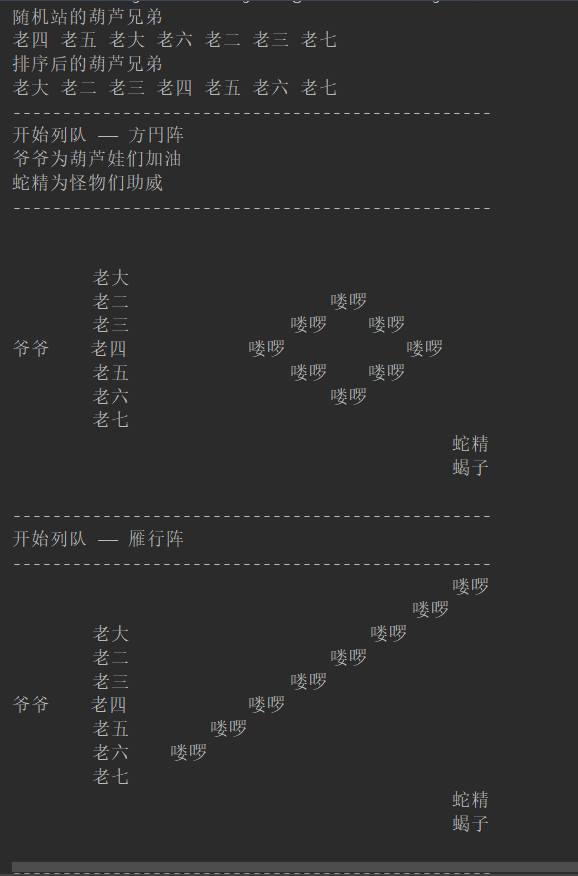 随机站的葫芦兄弟
老四 老五 老大 老六 老二 老三 老七
排序后的葫芦兄弟
老大 老二 老三 老四 老五 老六 老七
------------------------------------------------
开始列队 —— 方円阵
爷爷为葫芦娃们加油
蛇精为怪物们助威
------------------------------------------------
老大
老二 喽啰
老三 喽啰 喽啰
爷爷 老四 喽啰 喽啰
老五 喽啰 喽啰
老六 喽啰
老七
蛇精
蝎子
------------------------------------------------
开始列队 —— 雁行阵
------------------------------------------------
喽啰
喽啰
老大 喽啰
老二 喽啰
老三 喽啰
爷爷 老四 喽啰
老五 喽啰
老六 喽啰
老七
蛇精
蝎子
------------------------------------------------